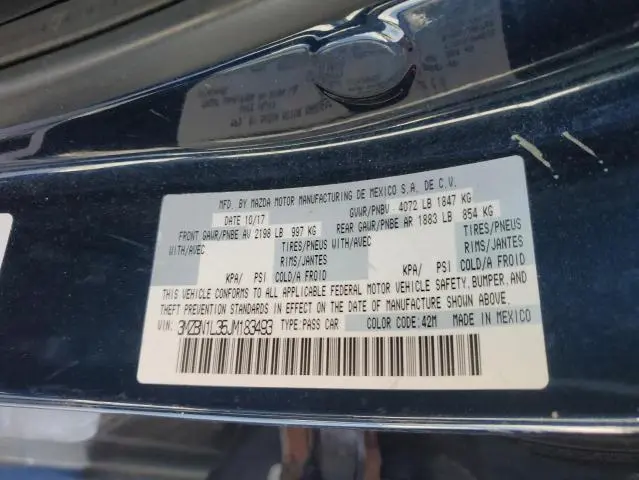 MFD. BY MAZDA MOTOR MANUFACTURING DE MEXICO S.A. DE C.V.
DATE 10/17 GVWR/PNBV 4072 LB 1847 KG
FRONT GAWR/PNBE AV 2198 LB 997 KG REAR GAWR/PNBE AR 1883 LB 854 KG
WITH/AVEC TIRES/PNEUS WITH/AVEC TIRES/PNEUS
RIMS/JANTES RIMS/JANTES
KPA/ PSI COLD/A FROID KPA/ PSI COLD/A FROID
THIS VEHICLE CONFORMS TO ALL APPLICABLE FEDERAL MOTOR VEHICLE SAFETY, BUMPER, AND
THEFT PREVENTION STANDARDS IN EFFECT ON THE DATE OF MANUFACTURE SHOWN ABOVE.
VIN: 3MZBN1L35JM183493 TYPE: PASS CAR COLOR CODE: 42M MADE IN MEXICO